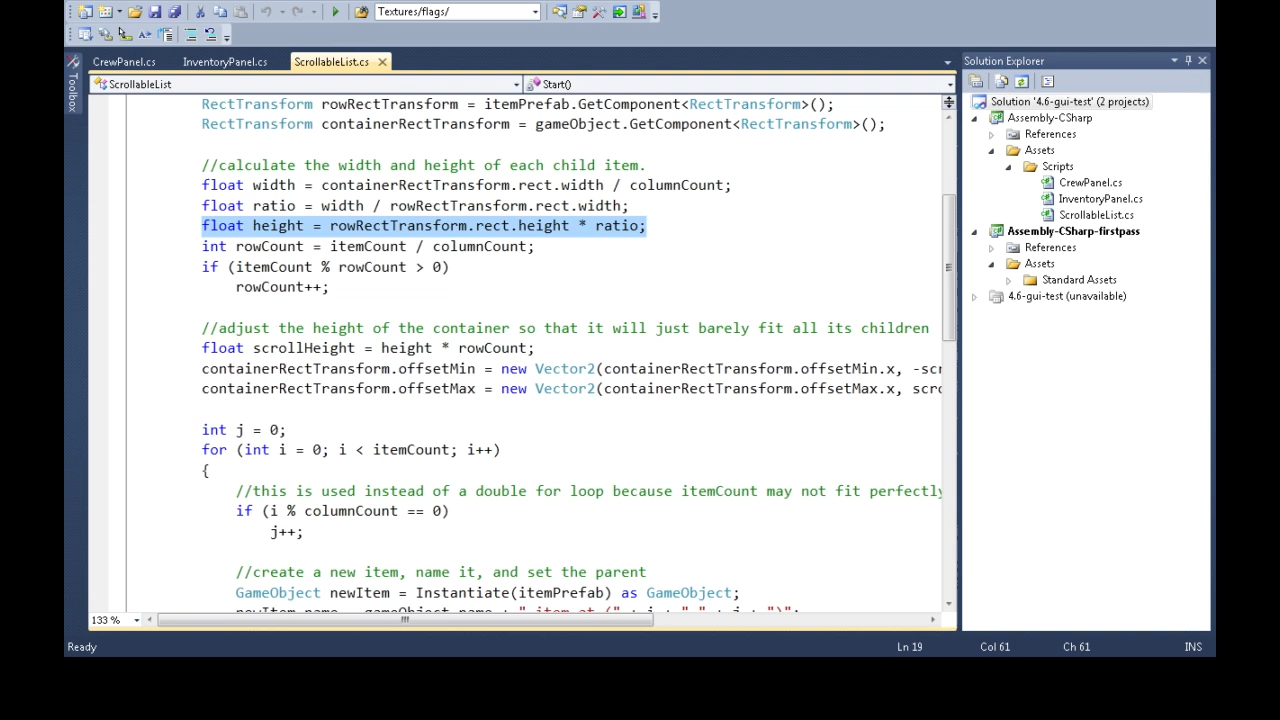 Textures/flags/
CrewPanel.cs InventoryPanel.cs ScrollableList.cs
Solution Explorer
Toolbox
ScrollableList Start()
RectTransform rowRectTransform = itemPrefab.GetComponent<RectTransform>();
RectTransform containerRectTransform = gameObject.GetComponent<RectTransform>();
//calculate the width and height of each child item.
float width = containerRectTransform.rect.width / columnCount;
float ratio = width / rowRectTransform.rect.width;
float height = rowRectTransform.rect.height * ratio;
int rowCount = itemCount / columnCount;
if (itemCount % rowCount > 0)
rowCount++;
//adjust the height of the container so that it will just barely fit all its children
float scrollHeight = height * rowCount;
containerRectTransform.offsetMin = new Vector2(containerRectTransform.offsetMin.x, -scr
containerRectTransform.offsetMax = new Vector2(containerRectTransform.offsetMax.x, scro
int j = 0;
for (int i = 0; i < itemCount; i++)
{
//this is used instead of a double for loop because itemCount may not fit perfectly
if (i % columnCount == 0)
j++;
//create a new item, name it, and set the parent
GameObject newItem = Instantiate(itemPrefab) as GameObject;
Solution '4.6-gui-test' (2 projects)
Assembly-CSharp
References
Assets
Scripts
CrewPanel.cs
InventoryPanel.cs
ScrollableList.cs
Assembly-CSharp-firstpass
References
Assets
Standard Assets
4.6-gui-test (unavailable)
133 %
Ready Ln 19 Col 61 Ch 61 INS